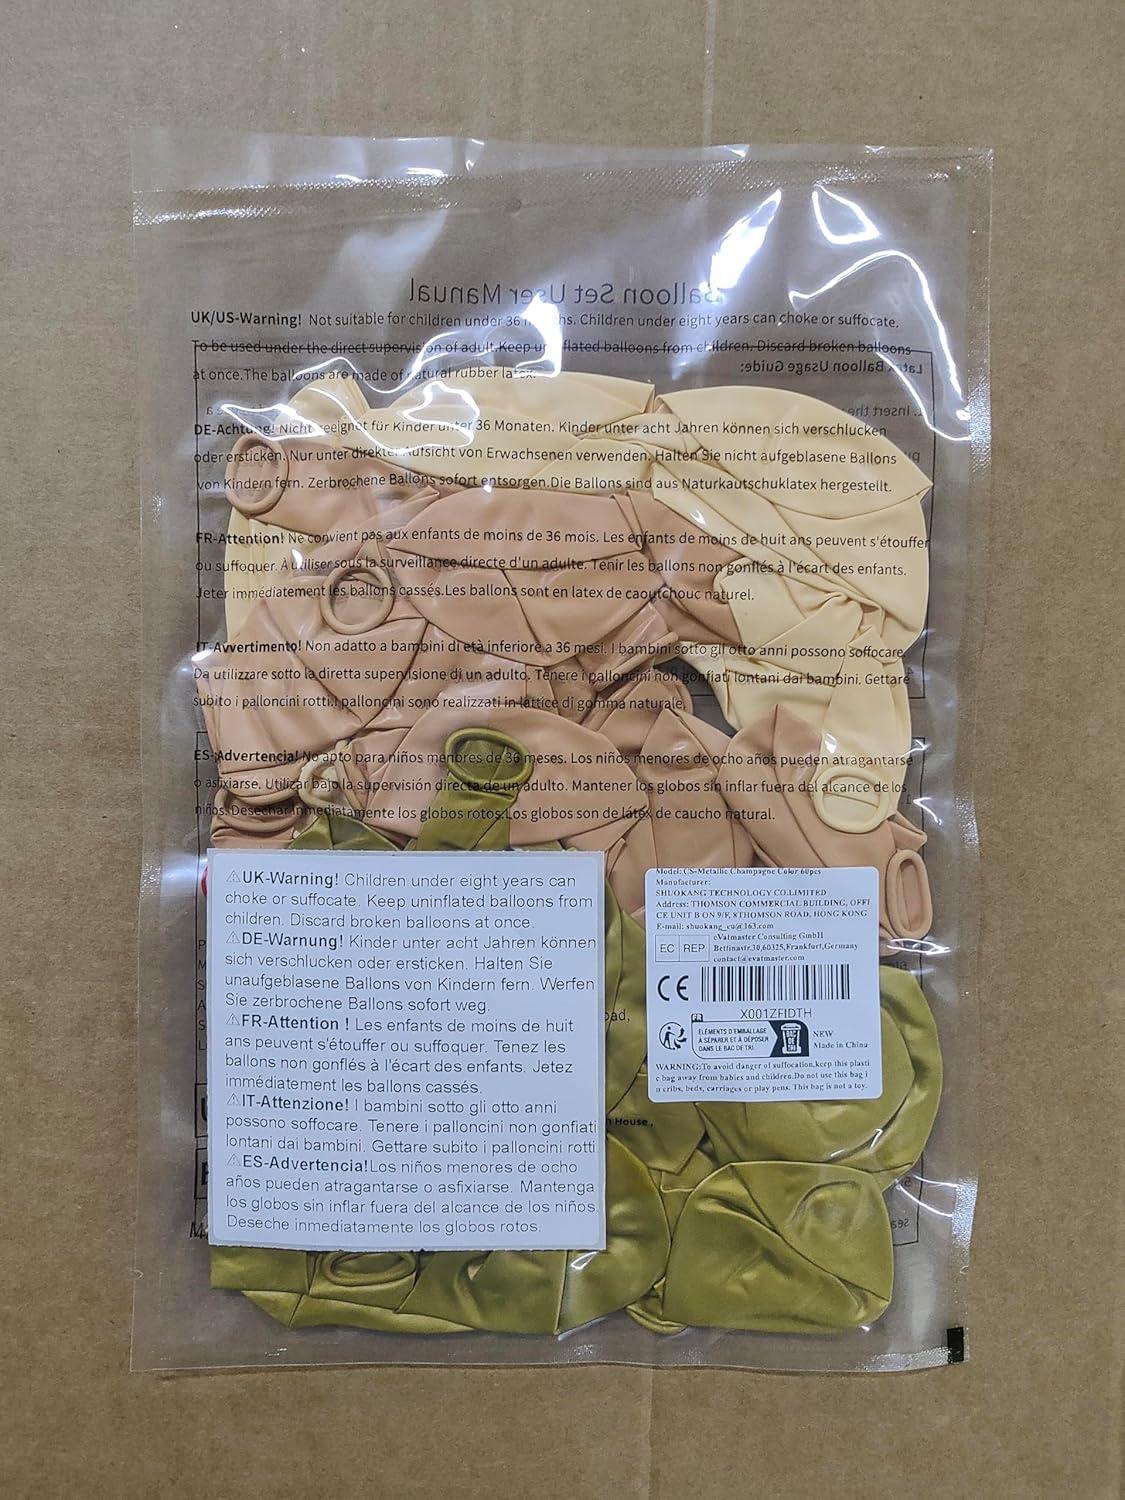 Balloon Set User Manual
UK/US-Warning! Not suitable for children under 36 months. Children under eight years can choke or suffocate.
To be used under the direct supervision of adult.Keep uninflated balloons from children. Discard broken balloons
at once.The balloons are made of natural rubber latex.
Latex Balloon Usage Guide:
1. Insert the
DE-Achtung! Nicht geeignet für Kinder unter 36 Monaten. Kinder unter acht Jahren können sich verschlucken
oder ersticken. Nur unter direkter Aufsicht von Erwachsenen verwenden. Halten Sie nicht aufgeblasene Ballons
von Kindern fern. Zerbrochene Ballons sofort entsorgen.Die Ballons sind aus Naturkautschuklatex hergestellt.
FR-Attention! Ne convient pas aux enfants de moins de 36 mois. Les enfants de moins de huit ans peuvent s'étouffer
ou suffoquer. À utiliser sous la surveillance directe d'un adulte. Tenir les ballons non gonflés à l'écart des enfants.
Jeter immédiatement les ballons cassés.Les ballons sont en latex de caoutchouc naturel.
IT-Avvertimento! Non adatto a bambini di età inferiore a 36 mesi. I bambini sotto gli otto anni possono soffocare.
Da utilizzare sotto la diretta supervisione di un adulto. Tenere i palloncini non gonfiati lontani dai bambini. Gettare
subito i palloncini rotti.I palloncini sono realizzati in lattice di gomma naturale.
ES-¡Advertencia! No apto para niños menores de 36 meses. Los niños menores de ocho años pueden atragantarse
o asfixiarse. Utilizar bajo la supervisión directa de un adulto. Mantener los globos sin inflar fuera del alcance de los
niños. Desechar inmediatamente los globos rotos.Los globos son de látex de caucho natural.
⚠UK-Warning! Children under eight years can
choke or suffocate. Keep uninflated balloons from
children. Discard broken balloons at once.
⚠DE-Warnung! Kinder unter acht Jahren können
sich verschlucken oder ersticken. Halten Sie
unaufgeblasene Ballons von Kindern fern. Werfen
Sie zerbrochene Ballons sofort weg.
⚠FR-Attention ! Les enfants de moins de huit
ans peuvent s'étouffer ou suffoquer. Tenez les
ballons non gonflés à l'écart des enfants. Jetez
immédiatement les ballons cassés.
⚠IT-Attenzione! I bambini sotto gli otto anni
possono soffocare. Tenere i palloncini non gonfiati
lontani dai bambini. Gettare subito i palloncini rotti.
⚠ES-Advertencia!Los niños menores de ocho
años pueden atragantarse o asfixiarse. Mantenga
los globos sin inflar fuera del alcance de los niños.
Deseche inmediatamente los globos rotos.
Model: CS-Metallic Champagne Color 60pcs
Manufacturer:
SHUOKANG TECHNOLOGY CO.LIMITED
Address: THOMSON COMMERCIAL BUILDING, OFFI
CE UNIT B ON 9/F, 8 THOMSON ROAD, HONG KONG
E-mail: shuokang_eu@163.com
EC REP
eVatmaster Consulting GmbH
Bettinastr.30,60325,Frankfurt,Germany
contact@evatmaster.com
CE
X001ZFIDTH
FR
ÉLÉMENTS D'EMBALLAGE
À SÉPARER ET À DÉPOSER
DANS LE BAC DE TRI
BAC DE TRI
NEW
Made in China
WARNING:To avoid danger of suffocation,keep this plasti
c bag away from babies and children.Do not use this bag i
n cribs, beds, carriages or play pens. This bag is not a toy.
oad,
n House ,